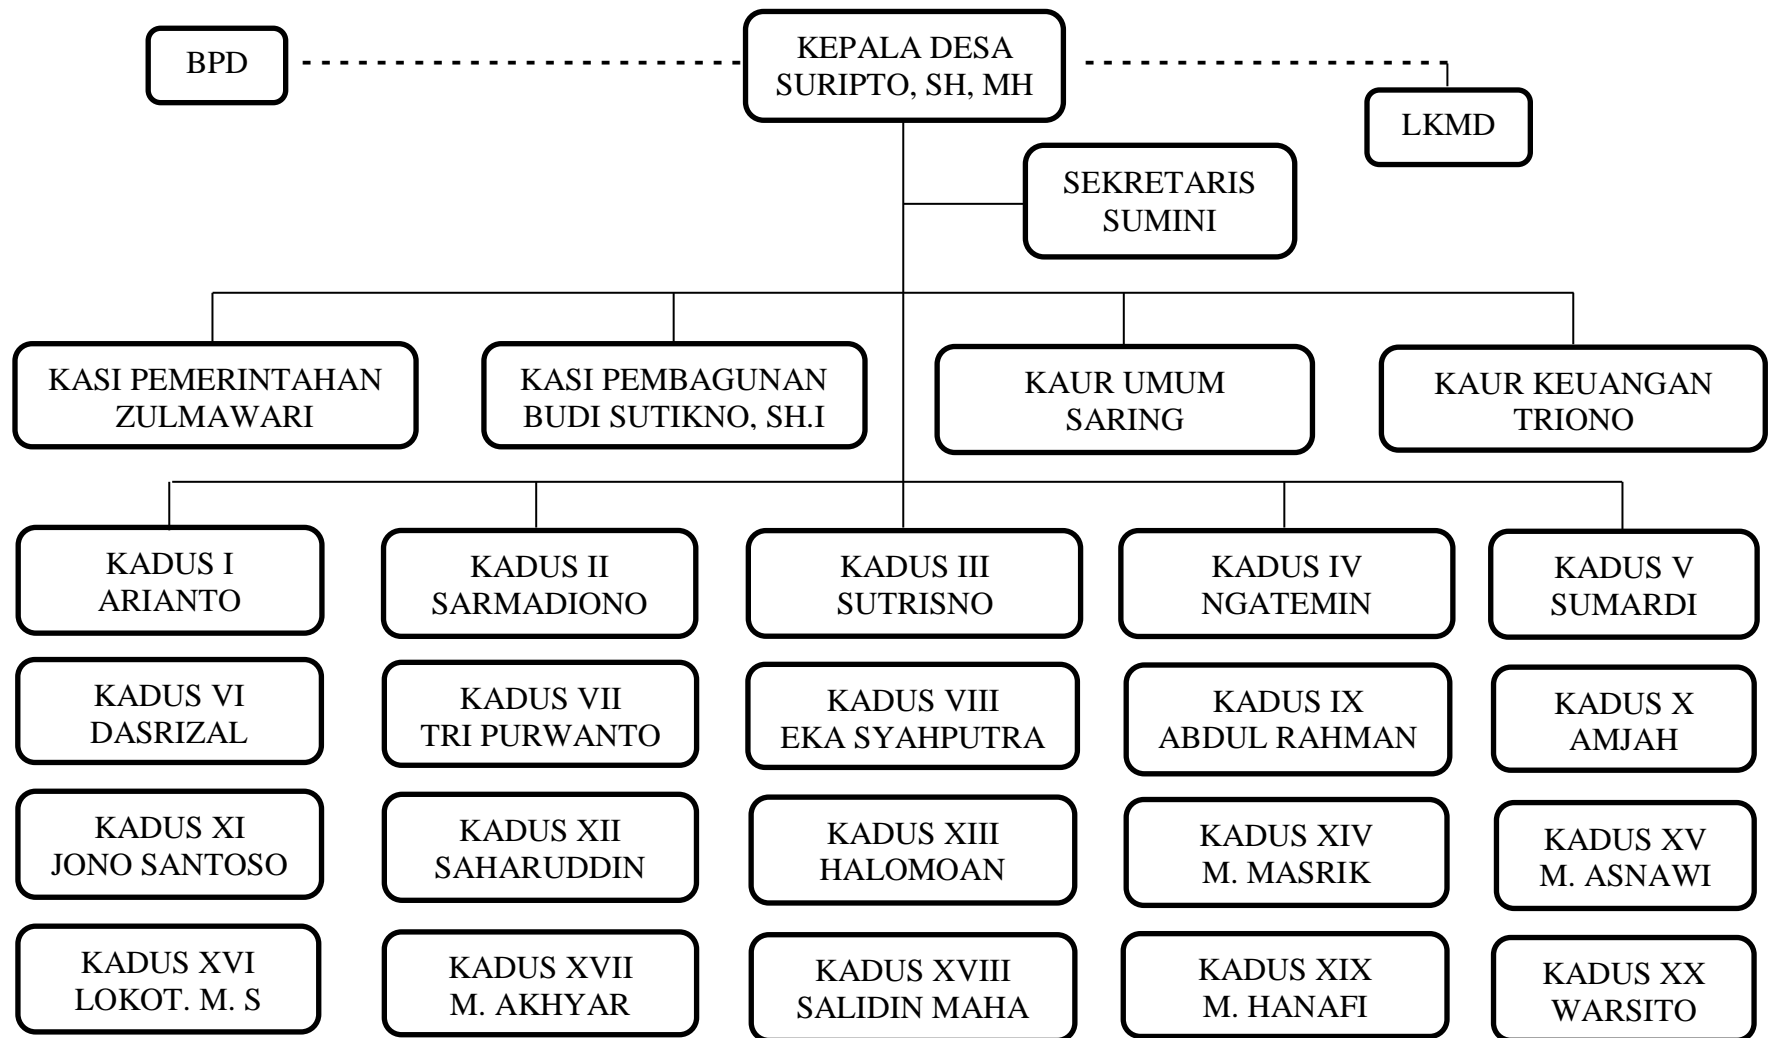 BPD
KEPALA DESA
SURIPTO, SH, MH
LKMD
SEKRETARIS
SUMINI
KASI PEMERINTAHAN
ZULMAWARI
KASI PEMBAGUNAN
BUDI SUTIKNO, SH.I
KAUR UMUM
SARING
KAUR KEUANGAN
TRIONO
KADUS I
ARIANTO
KADUS II
SARMADIONO
KADUS III
SUTRISNO
KADUS IV
NGATEMIN
KADUS V
SUMARDI
KADUS VI
DASRIZAL
KADUS VII
TRI PURWANTO
KADUS VIII
EKA SYAHPUTRA
KADUS IX
ABDUL RAHMAN
KADUS X
AMJAH
KADUS XI
JONO SANTOSO
KADUS XII
SAHARUDDIN
KADUS XIII
HALOMOAN
KADUS XIV
M. MASRIK
KADUS XV
M. ASNAWI
KADUS XVI
LOKOT. M. S
KADUS XVII
M. AKHYAR
KADUS XVIII
SALIDIN MAHA
KADUS XIX
M. HANAFI
KADUS XX
WARSITO